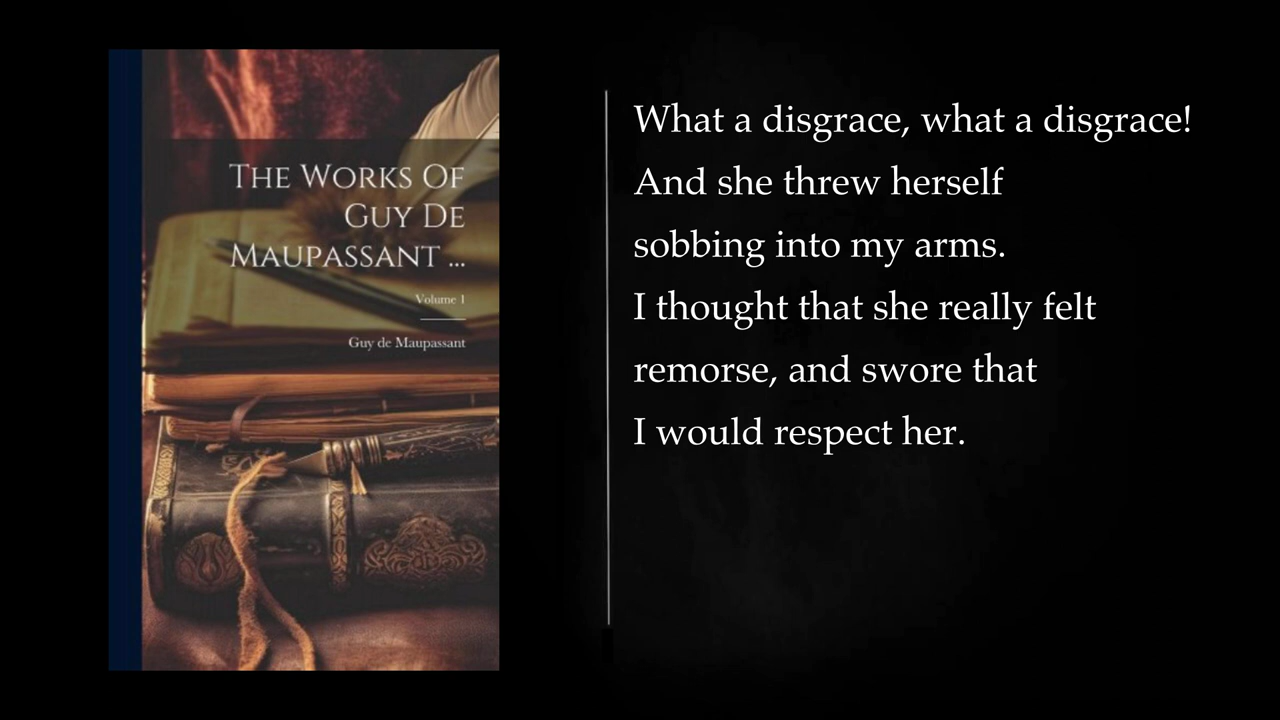 The Works Of
Guy De
Maupassant ...
Volume 1
Guy de Maupassant
What a disgrace, what a disgrace!
And she threw herself
sobbing into my arms.
I thought that she really felt
remorse, and swore that
I would respect her.